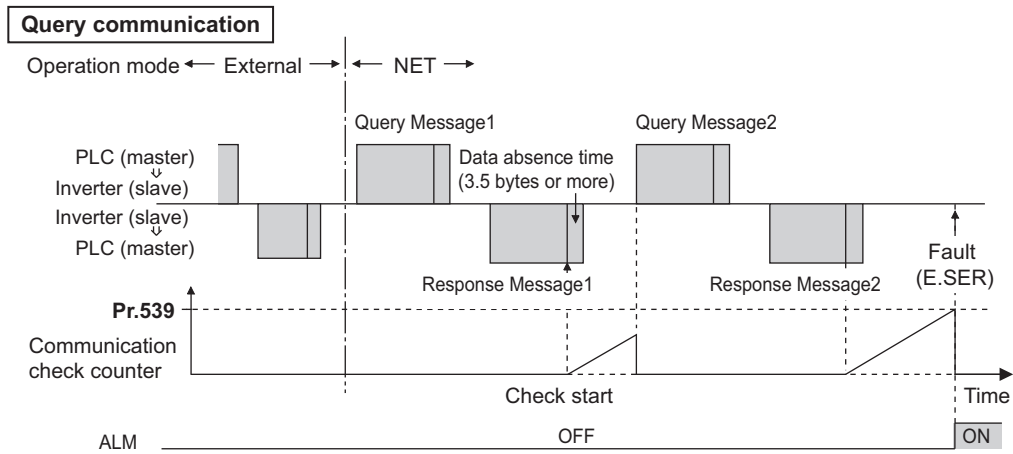 Query communication
Operation mode External NET
Query Message1
Query Message2
PLC (master)
Inverter (slave)
Data absence time
(3.5 bytes or more)
Inverter (slave)
PLC (master)
Response Message1
Response Message2
Fault
(E.SER)
Pr.539
Communication
check counter
Check start
Time
ALM
OFF
ON